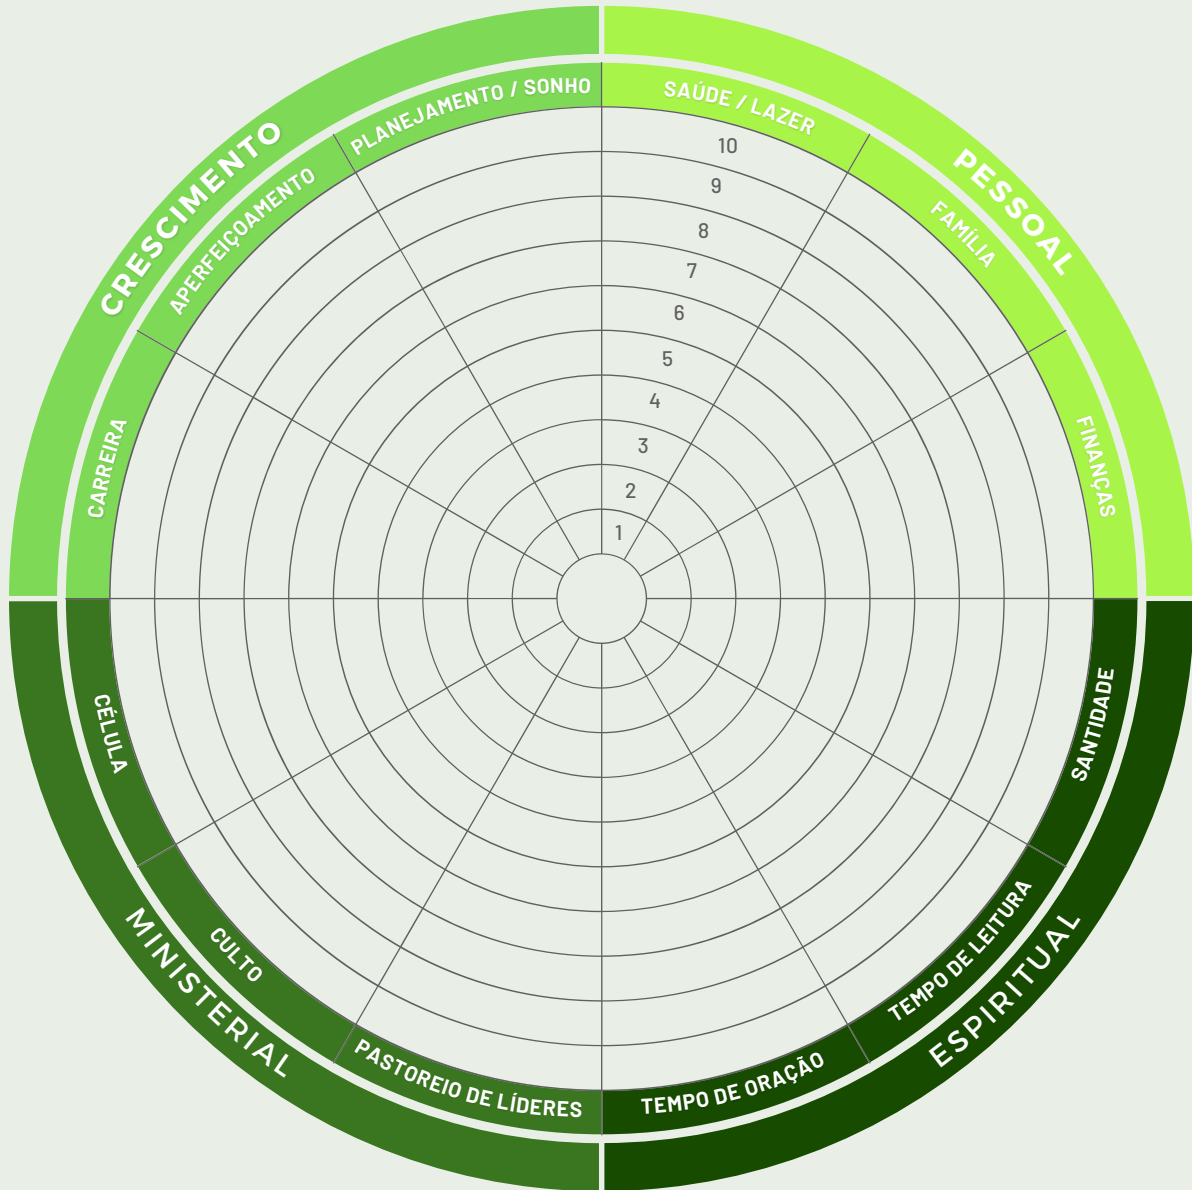 CRESCIMENTO
PESSOAL
PLANEJAMENTO / SONHO
SAÚDE / LAZER
APERFEIÇOAMENTO
FAMÍLIA
CARREIRA
FINANÇAS
10
9
8
7
6
5
4
3
2
1
CÉLULA
SANTIDADE
CULTO
TEMPO DE LEITURA
PASTOREIO DE LÍDERES
TEMPO DE ORAÇÃO
MINISTERIAL
ESPIRITUAL